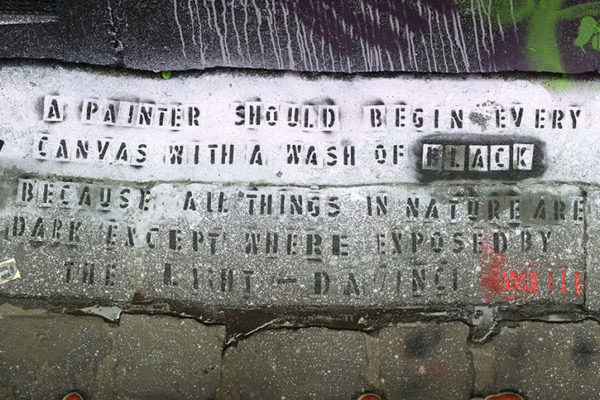 A PAINTER SHOULD BEGIN EVERY
CANVAS WITH A WASH OF BLACK
BECAUSE ALL THINGS IN NATURE ARE
DARK EXCEPT WHERE EXPOSED BY
THE LIGHT - DA VINCI